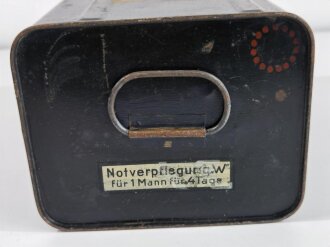 Notverpflegung W
für 1 Mann für 4 Tage